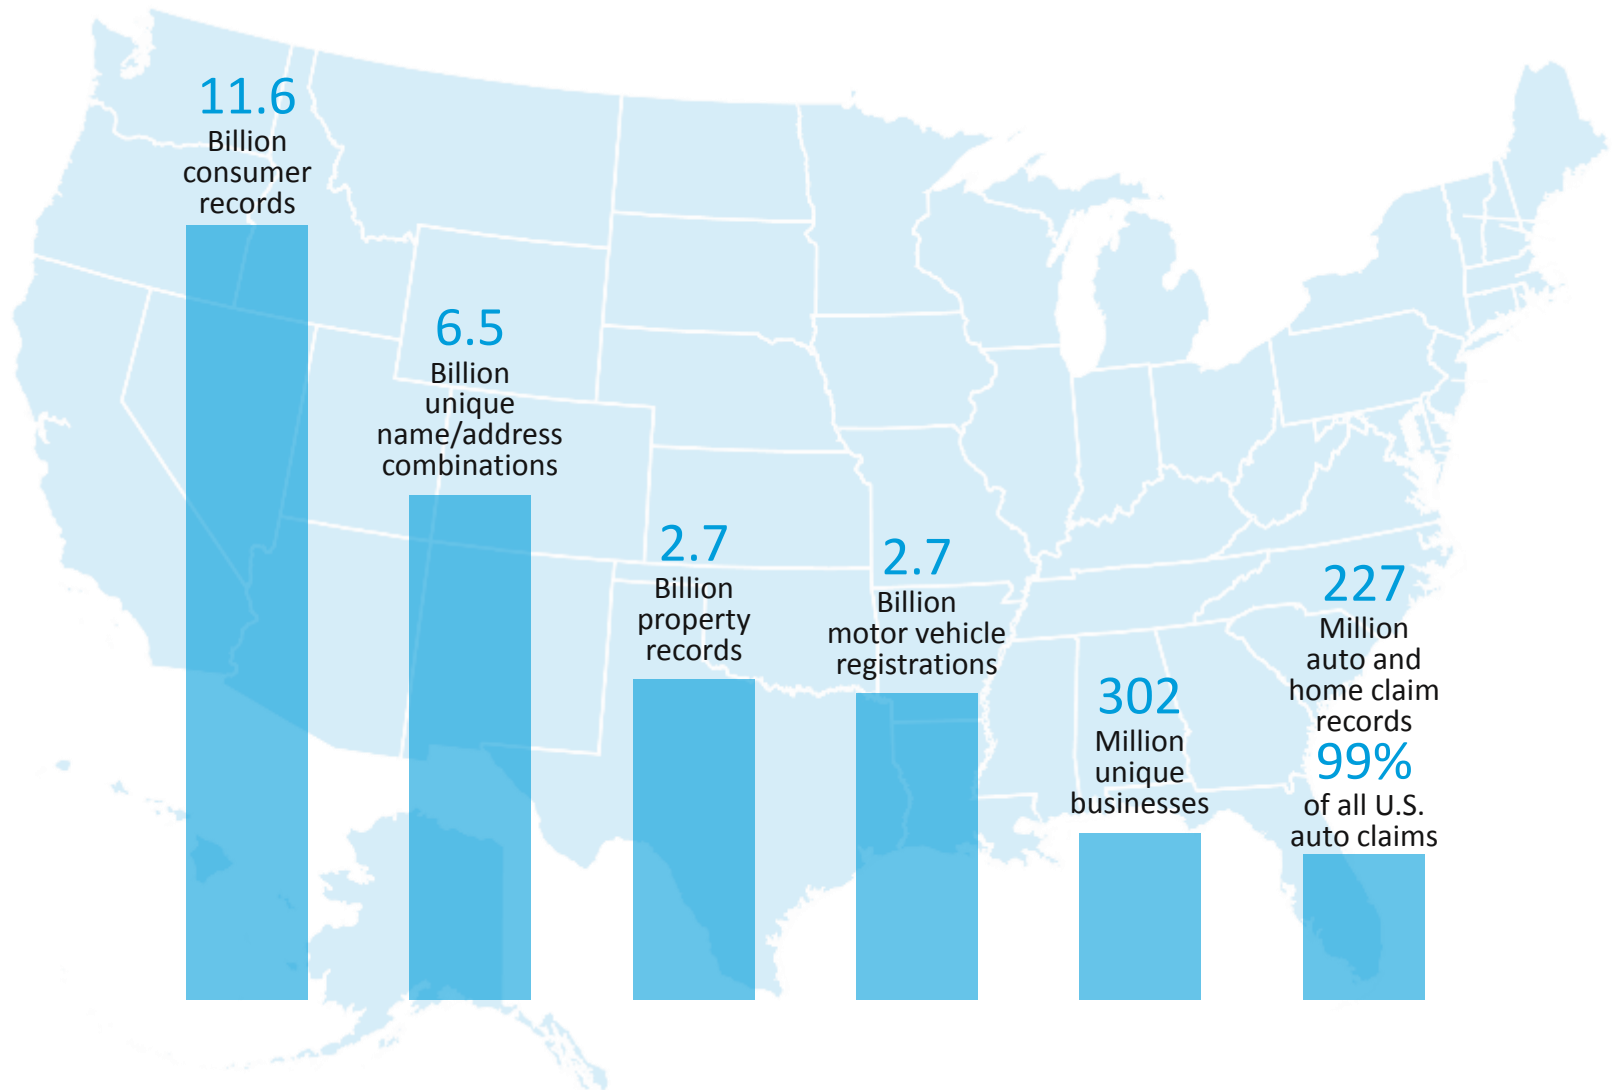 11.6
Billion
consumer
records
6.5
Billion
unique
name/address
combinations
2.7
Billion
property
records
2.7
Billion
motor vehicle
registrations
302
Million
unique
businesses
227
Million
auto and
home claim
records
99%
of all U.S.
auto claims